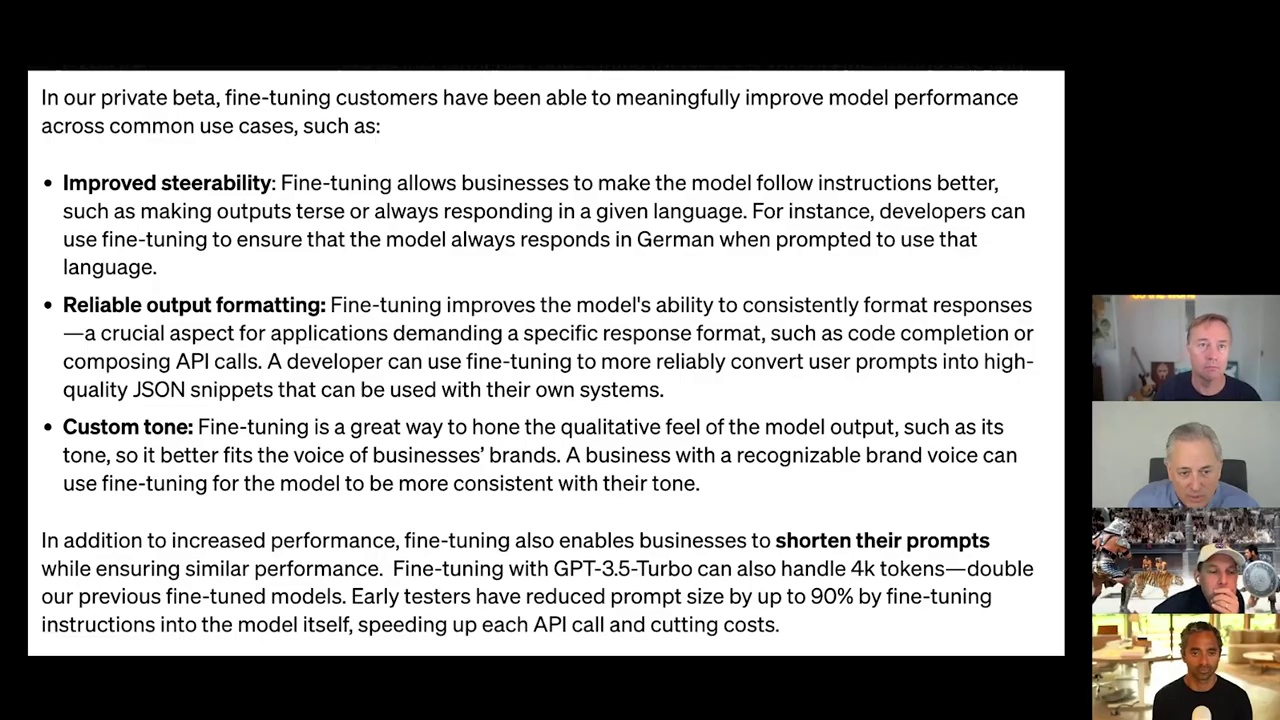 In our private beta, fine-tuning customers have been able to meaningfully improve model performance
across common use cases, such as:
• Improved steerability: Fine-tuning allows businesses to make the model follow instructions better,
such as making outputs terse or always responding in a given language. For instance, developers can
use fine-tuning to ensure that the model always responds in German when prompted to use that
language.
• Reliable output formatting: Fine-tuning improves the model's ability to consistently format responses
—a crucial aspect for applications demanding a specific response format, such as code completion or
composing API calls. A developer can use fine-tuning to more reliably convert user prompts into high-
quality JSON snippets that can be used with their own systems.
• Custom tone: Fine-tuning is a great way to hone the qualitative feel of the model output, such as its
tone, so it better fits the voice of businesses’ brands. A business with a recognizable brand voice can
use fine-tuning for the model to be more consistent with their tone.
In addition to increased performance, fine-tuning also enables businesses to shorten their prompts
while ensuring similar performance.  Fine-tuning with GPT-3.5-Turbo can also handle 4k tokens—double
our previous fine-tuned models. Early testers have reduced prompt size by up to 90% by fine-tuning
instructions into the model itself, speeding up each API call and cutting costs.